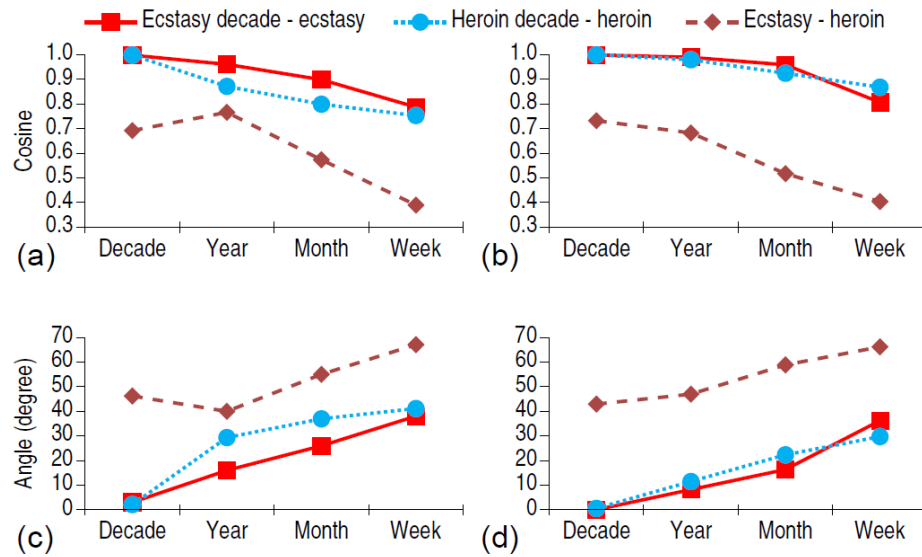 Ecstasy decade - ecstasy Heroin decade - heroin Ecstasy - heroin
Cosine
1.0
0.9
0.8
0.7
0.6
0.5
0.4
0.3
Decade Year Month Week
(a)
1.0
0.9
0.8
0.7
0.6
0.5
0.4
0.3
Decade Year Month Week
(b)
Angle (degree)
70
60
50
40
30
20
10
0
Decade Year Month Week
(c)
70
60
50
40
30
20
10
0
Decade Year Month Week
(d)